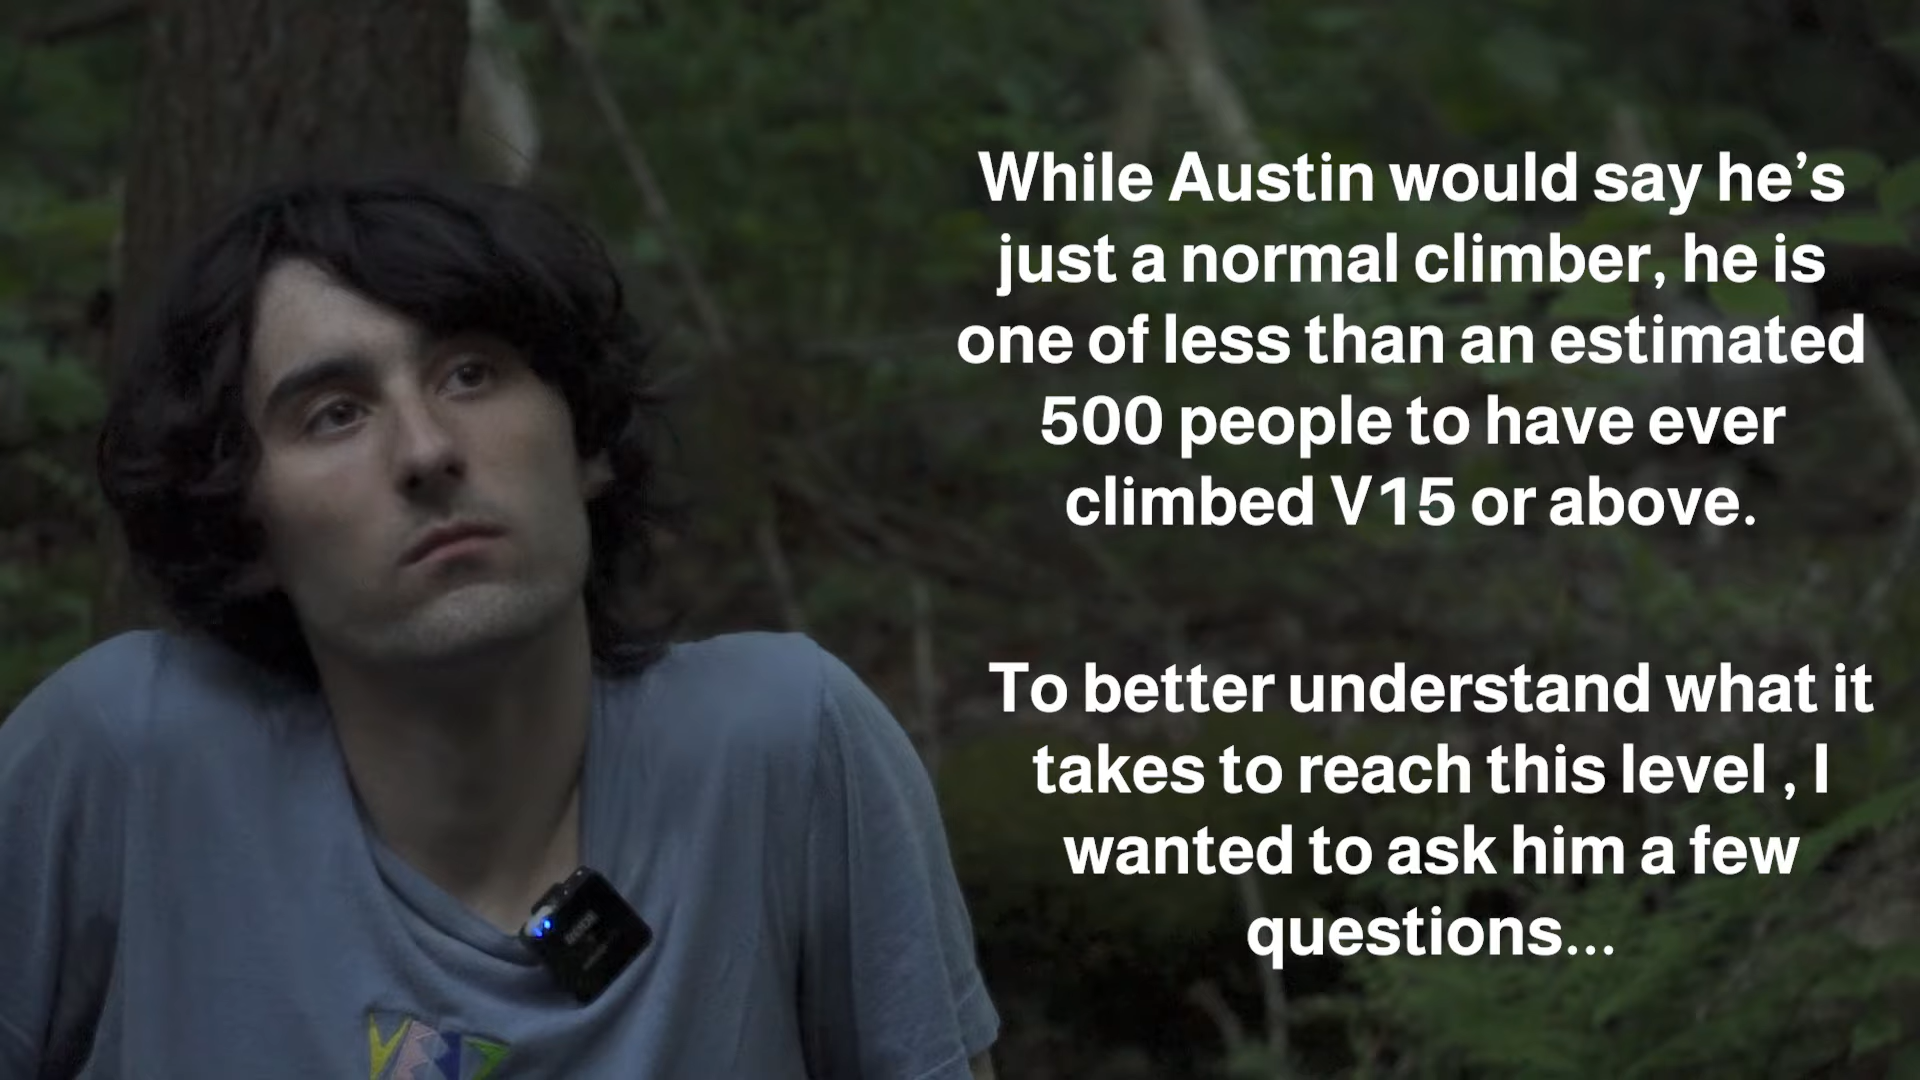 While Austin would say he’s
just a normal climber, he is
one of less than an estimated
500 people to have ever
climbed V15 or above.
To better understand what it
takes to reach this level , I
wanted to ask him a few
questions...